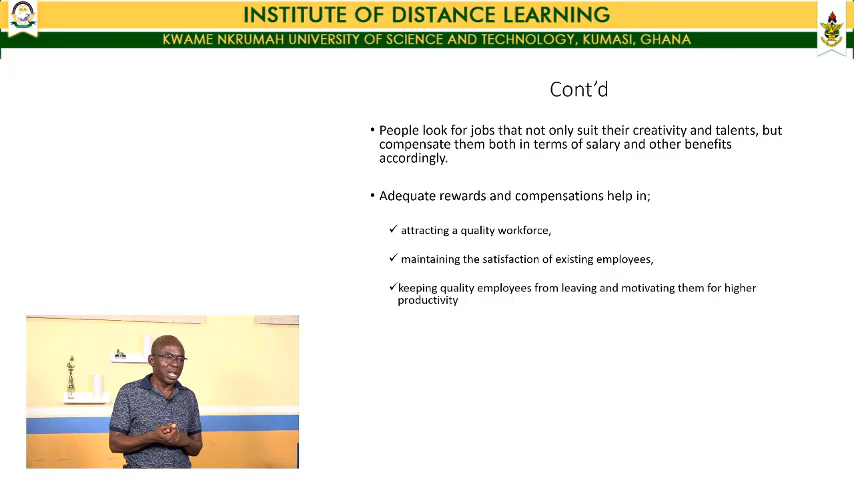 INSTITUTE OF DISTANCE LEARNING
KWAME NKRUMAH UNIVERSITY OF SCIENCE AND TECHNOLOGY, KUMASI, GHANA
Cont’d
• People look for jobs that not only suit their creativity and talents, but
compensate them both in terms of salary and other benefits
accordingly.
• Adequate rewards and compensations help in;
✓ attracting a quality workforce,
✓ maintaining the satisfaction of existing employees,
✓keeping quality employees from leaving and motivating them for higher
productivity